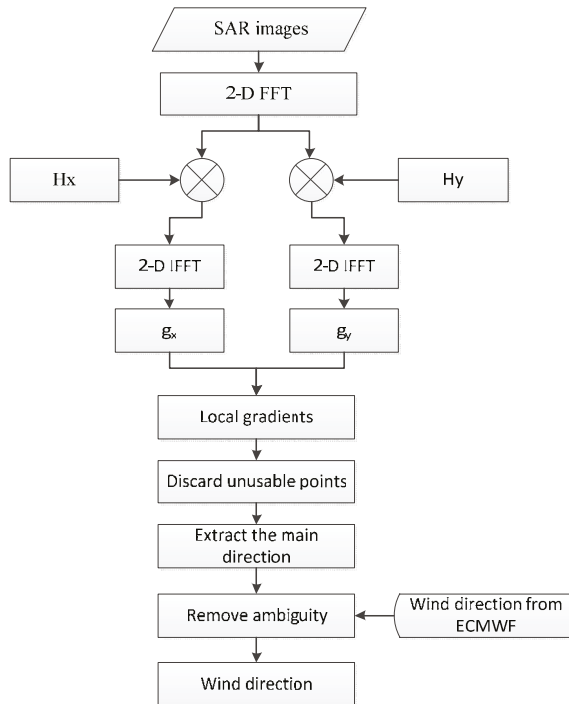 SAR images
2-D FFT
Hx
Hy
2-D IFFT
2-D IFFT
gx
gy
Local gradients
Discard unusable points
Extract the main
direction
Remove ambiguity
Wind direction from
ECMWF
Wind direction